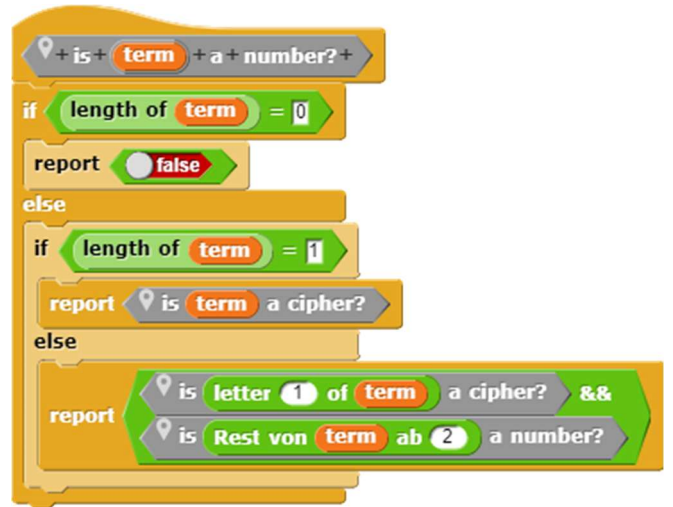 + is + term + a + number? +
if length of term = 0
report false
else
if length of term = 1
report is term a cipher?
else
is letter 1 of term a cipher? &&
report
is Rest von term ab 2 a number?